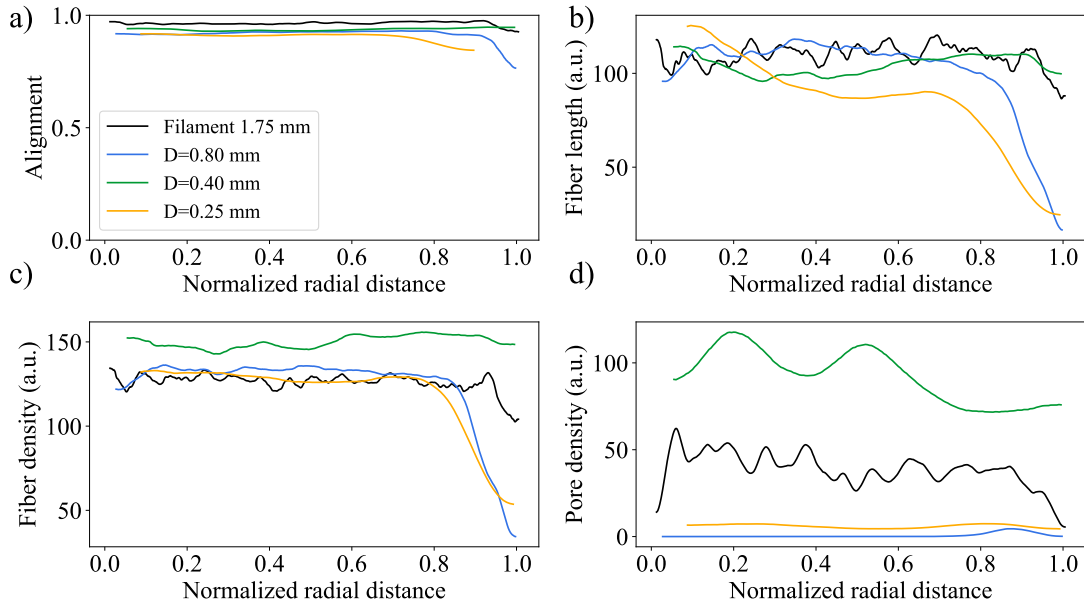 a)
1.0
0.5
0.0
Alignment
Filament 1.75 mm
D=0.80 mm
D=0.40 mm
D=0.25 mm
0.0 0.2 0.4 0.6 0.8 1.0
Normalized radial distance
b)
100
50
Fiber length (a.u.)
0.0 0.2 0.4 0.6 0.8 1.0
Normalized radial distance
c)
150
100
50
Fiber density (a.u.)
0.0 0.2 0.4 0.6 0.8 1.0
Normalized radial distance
d)
100
50
0
Pore density (a.u.)
0.0 0.2 0.4 0.6 0.8 1.0
Normalized radial distance